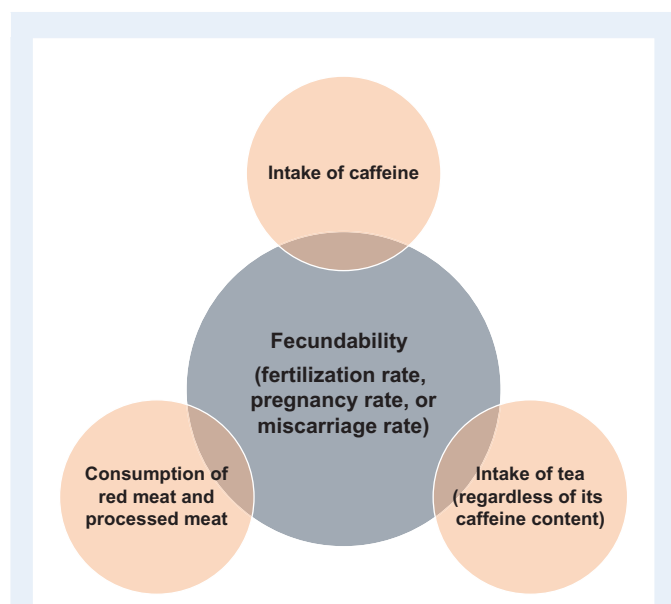 Intake of caffeine
Fecundability
(fertilization rate,
pregnancy rate, or
miscarriage rate)
Consumption of
red meat and
processed meat
Intake of tea
(regardless of its
caffeine content)